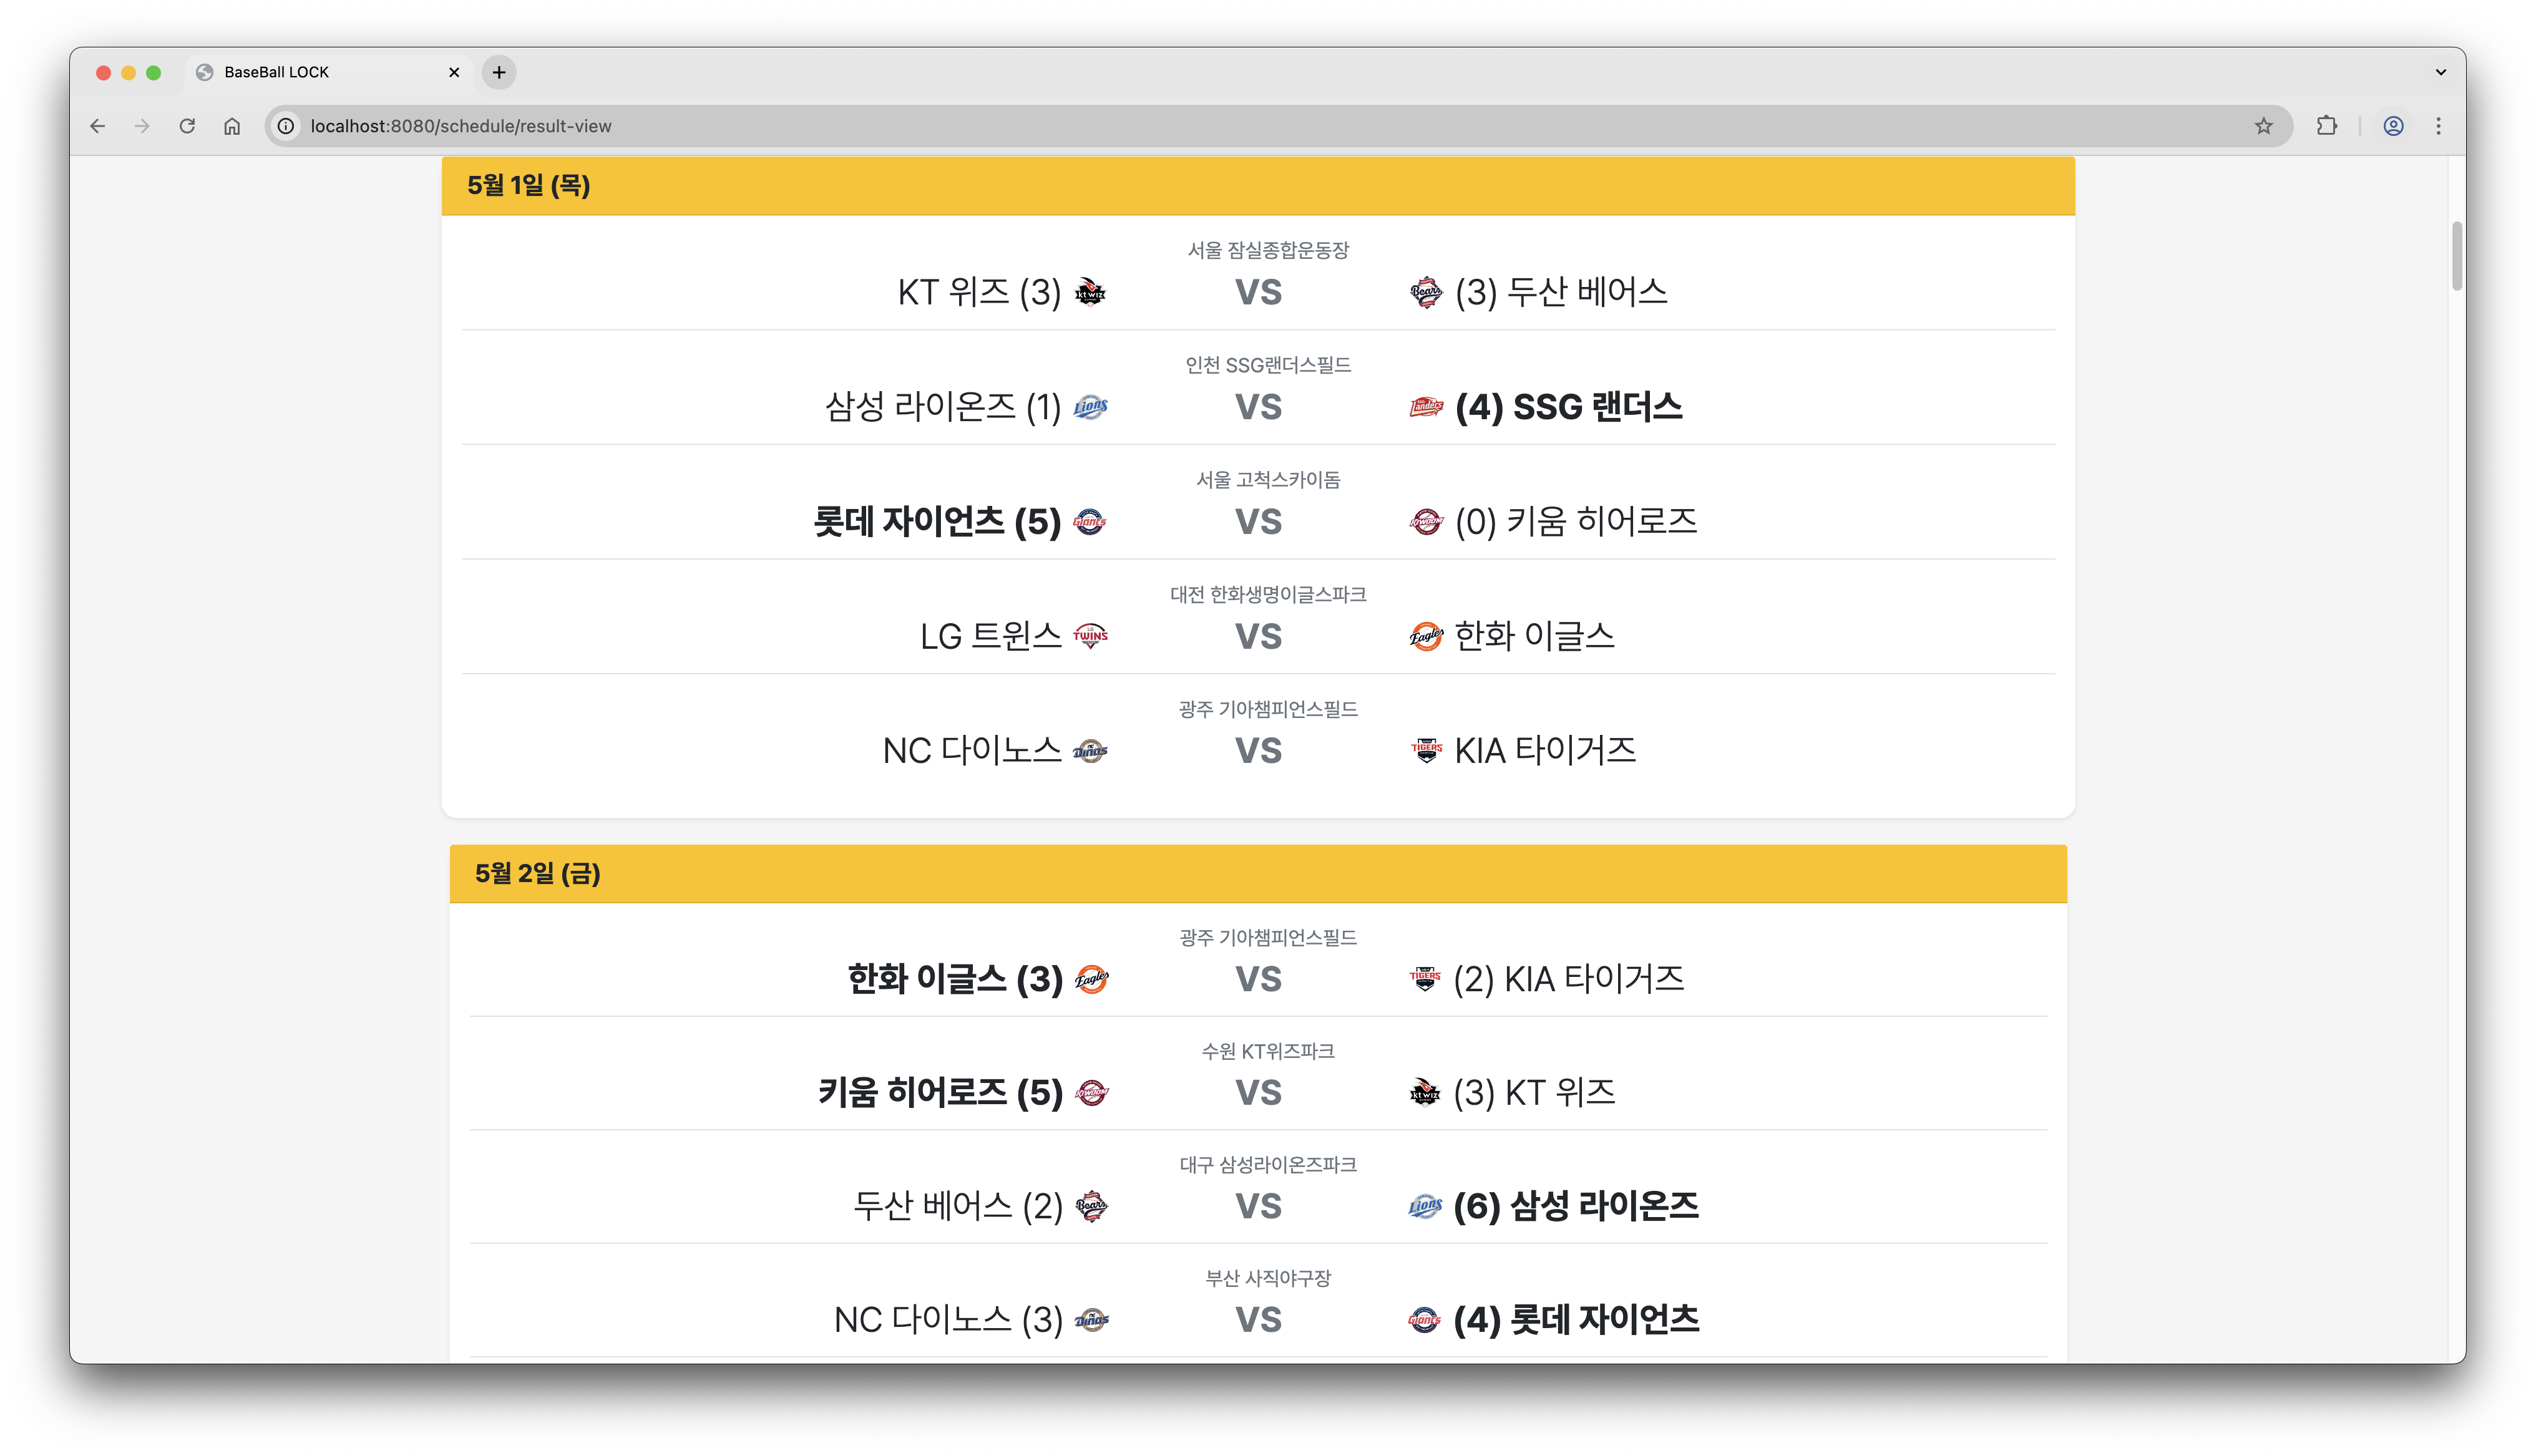 BaseBall LOCK
localhost:8080/schedule/result-view
5월 1일 (목)
서울 잠실종합운동장
KT 위즈 (3) VS (3) 두산 베어스
인천 SSG랜더스필드
삼성 라이온즈 (1) VS (4) SSG 랜더스
서울 고척스카이돔
롯데 자이언츠 (5) VS (0) 키움 히어로즈
대전 한화생명이글스파크
LG 트윈스 VS 한화 이글스
광주 기아챔피언스필드
NC 다이노스 VS KIA 타이거즈
5월 2일 (금)
광주 기아챔피언스필드
한화 이글스 (3) VS (2) KIA 타이거즈
수원 KT위즈파크
키움 히어로즈 (5) VS (3) KT 위즈
대구 삼성라이온즈파크
두산 베어스 (2) VS (6) 삼성 라이온즈
부산 사직야구장
NC 다이노스 (3) VS (4) 롯데 자이언츠